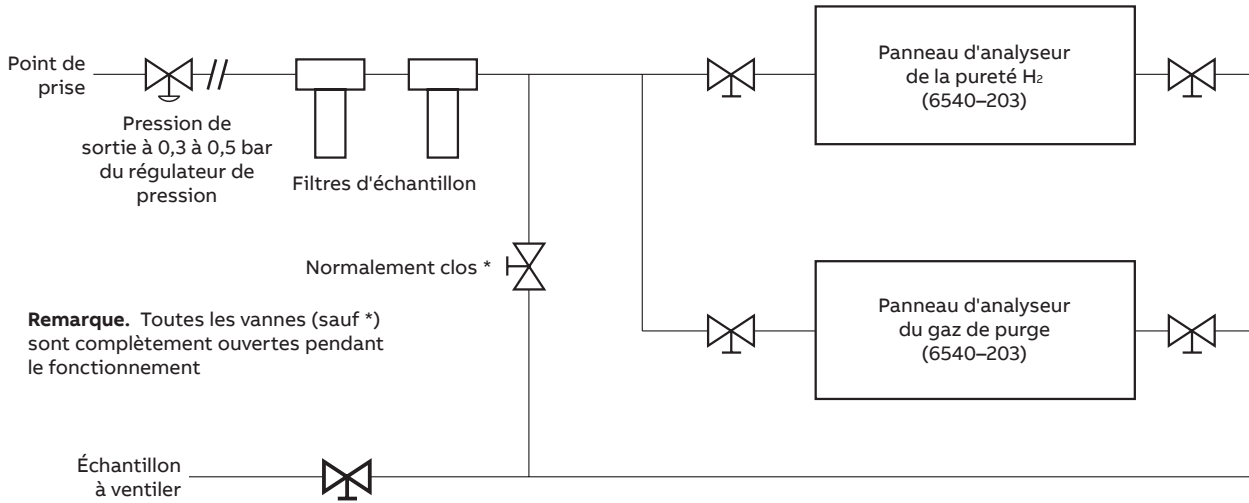 Point de
prise
Pression de
sortie à 0,3 à 0,5 bar
du régulateur de
pression
Filtres d'échantillon
Panneau d'analyseur
de la pureté H₂
(6540–203)
Normalement clos *
Remarque. Toutes les vannes (sauf *)
sont complètement ouvertes pendant
le fonctionnement
Panneau d'analyseur
du gaz de purge
(6540–203)
Échantillon
à ventiler